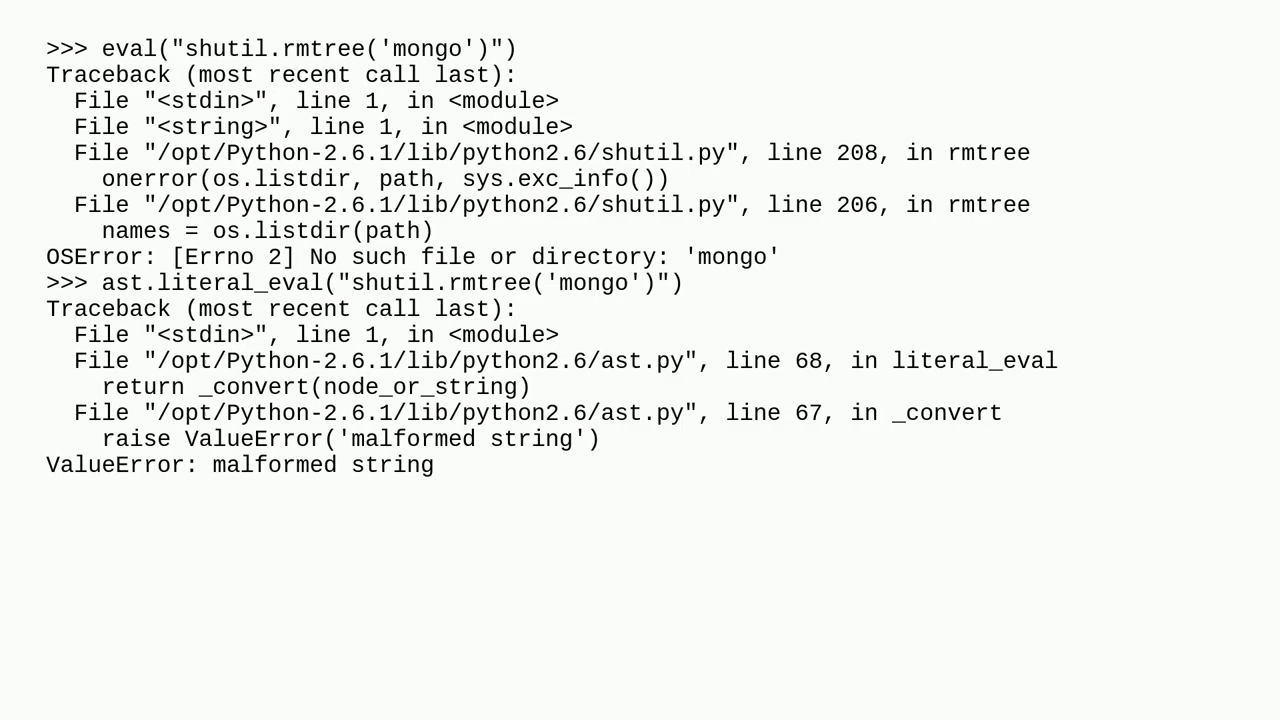 >>> eval("shutil.rmtree('mongo')")
Traceback (most recent call last):
  File "<stdin>", line 1, in <module>
  File "<string>", line 1, in <module>
  File "/opt/Python-2.6.1/lib/python2.6/shutil.py", line 208, in rmtree
    onerror(os.listdir, path, sys.exc_info())
  File "/opt/Python-2.6.1/lib/python2.6/shutil.py", line 206, in rmtree
    names = os.listdir(path)
OSError: [Errno 2] No such file or directory: 'mongo'
>>> ast.literal_eval("shutil.rmtree('mongo')")
Traceback (most recent call last):
  File "<stdin>", line 1, in <module>
  File "/opt/Python-2.6.1/lib/python2.6/ast.py", line 68, in literal_eval
    return _convert(node_or_string)
  File "/opt/Python-2.6.1/lib/python2.6/ast.py", line 67, in _convert
    raise ValueError('malformed string')
ValueError: malformed string